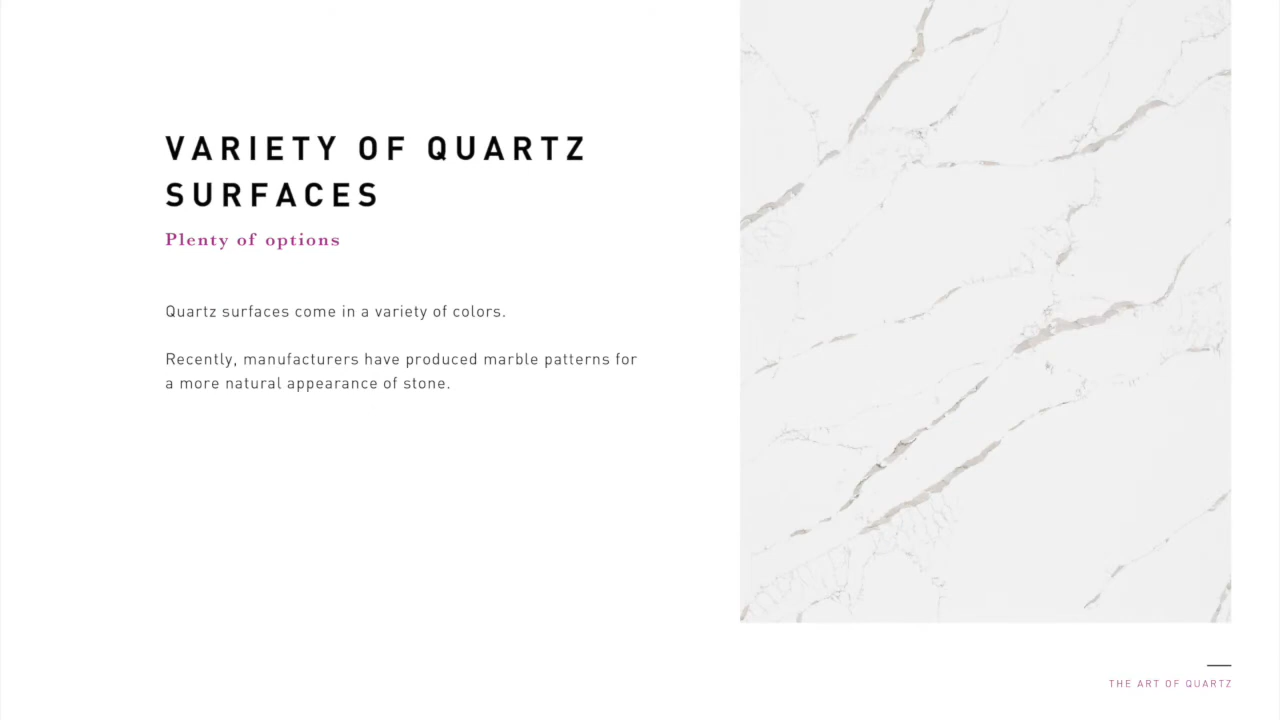 VARIETY OF QUARTZ
SURFACES
Plenty of options
Quartz surfaces come in a variety of colors.
Recently, manufacturers have produced marble patterns for
a more natural appearance of stone.
THE ART OF QUARTZ